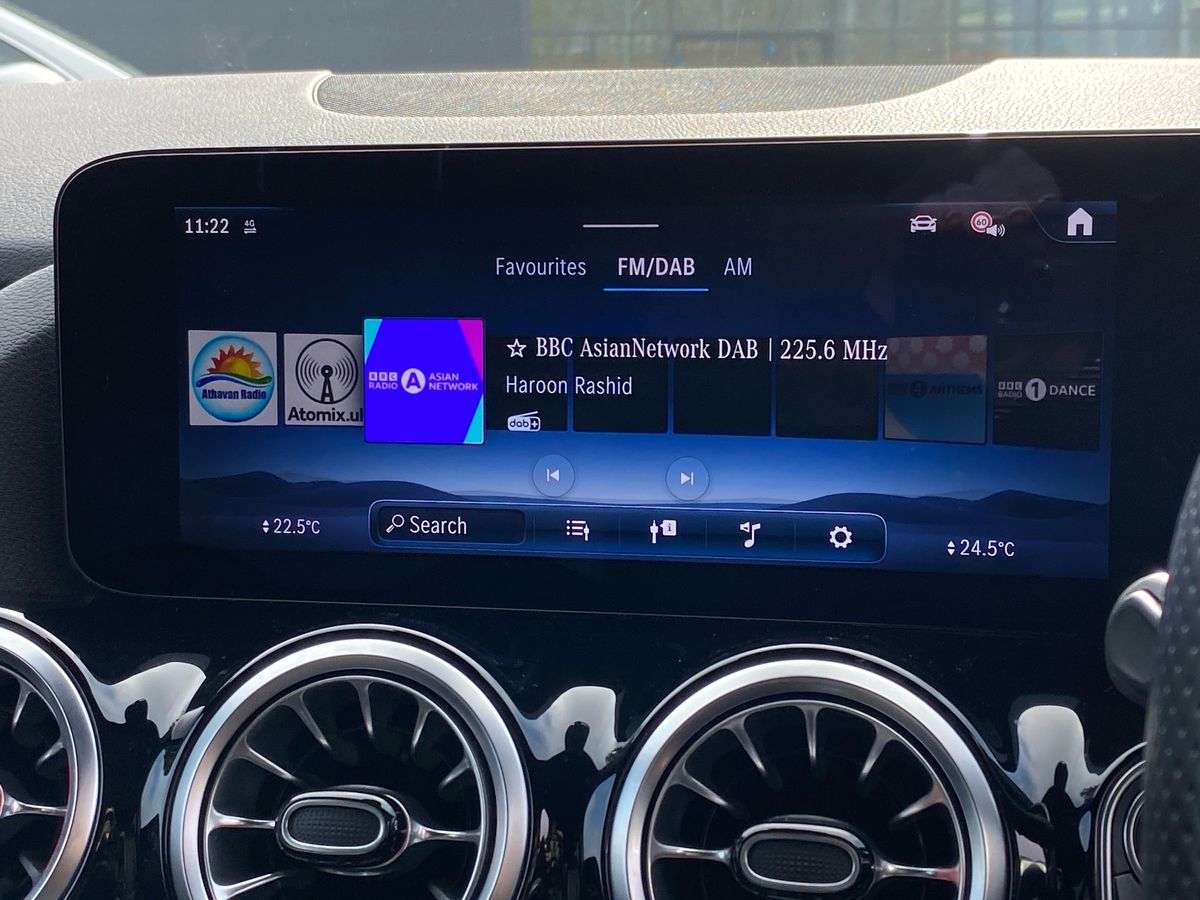 11:22 4G
60
Favourites FM/DAB AM
Athavan Radio
Atomix.uk
BBC RADIO A ASIAN NETWORK
BBC AsianNetwork DAB | 225.6 MHz
Haroon Rashid
dab+
ANTHEMS
BBC RADIO 1 DANCE
22.5°C
Search
i
24.5°C